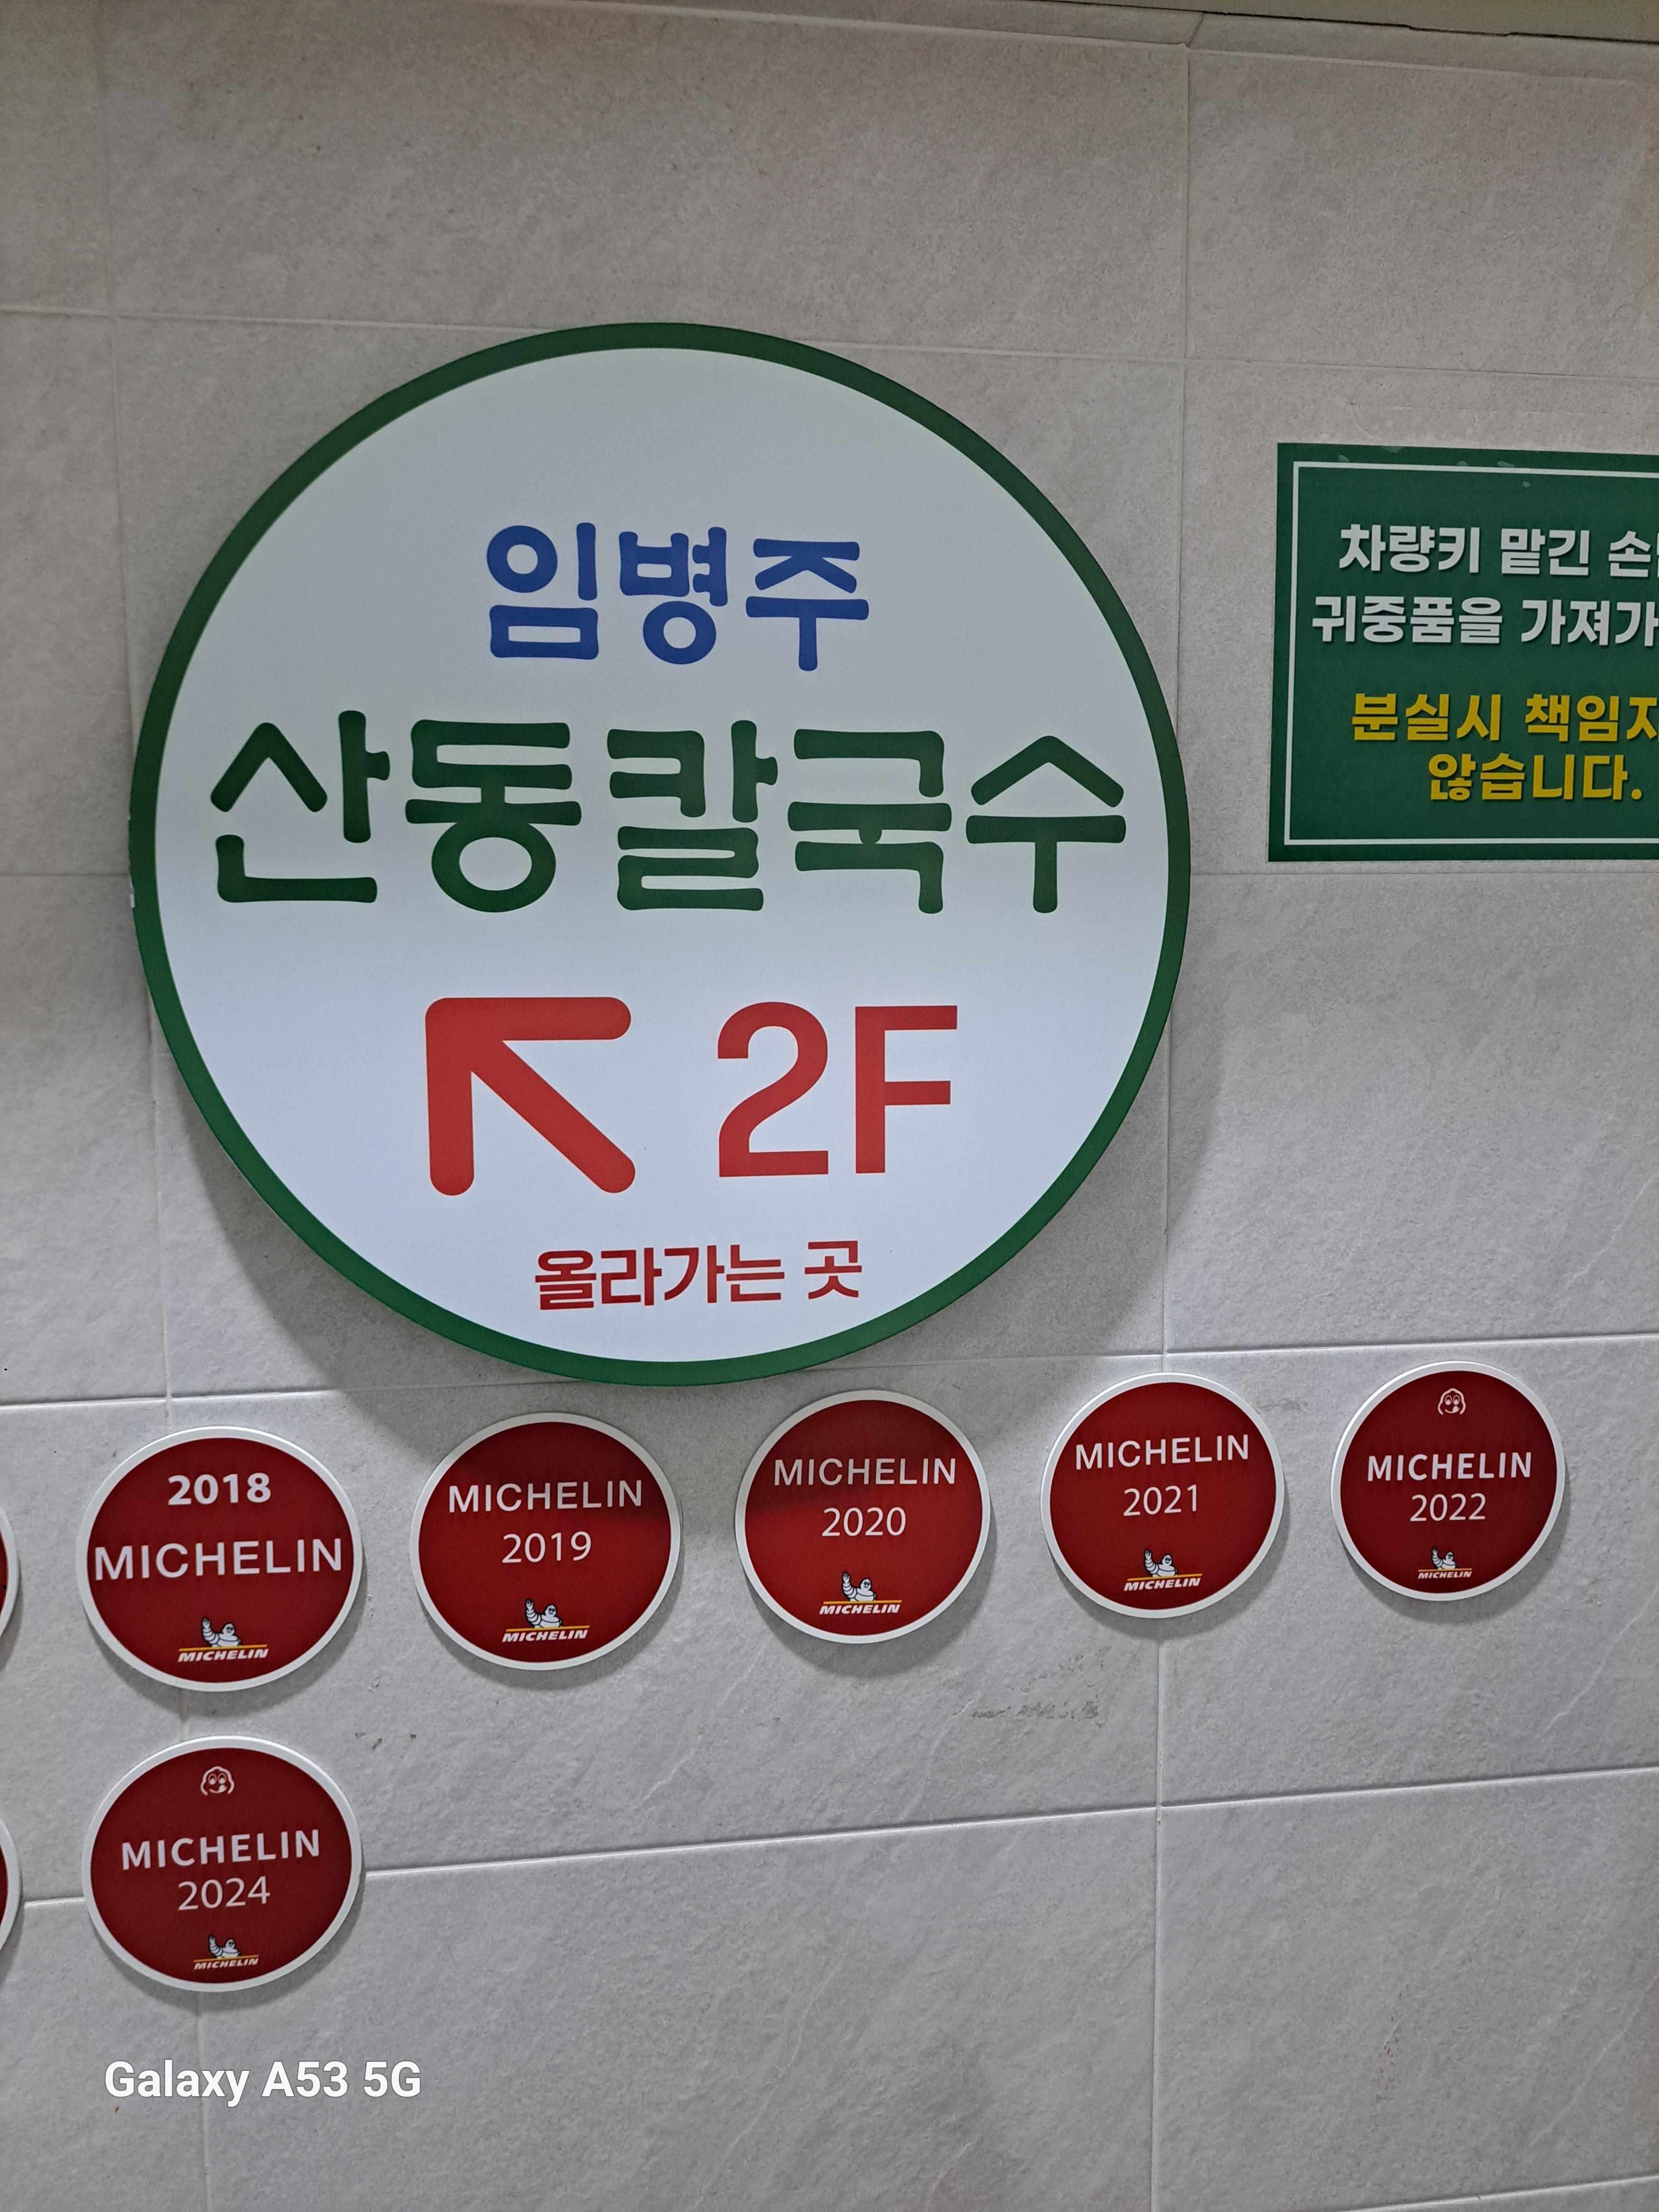 임병주
산동칼국수
2F
올라가는 곳
차량키 맡긴 손
귀중품을 가져가
분실시 책임지
않습니다.
2018
MICHELIN
MICHELIN
MICHELIN
2019
MICHELIN
MICHELIN
2020
MICHELIN
MICHELIN
2021
MICHELIN
MICHELIN
2022
MICHELIN
MICHELIN
2024
MICHELIN
Galaxy A53 5G